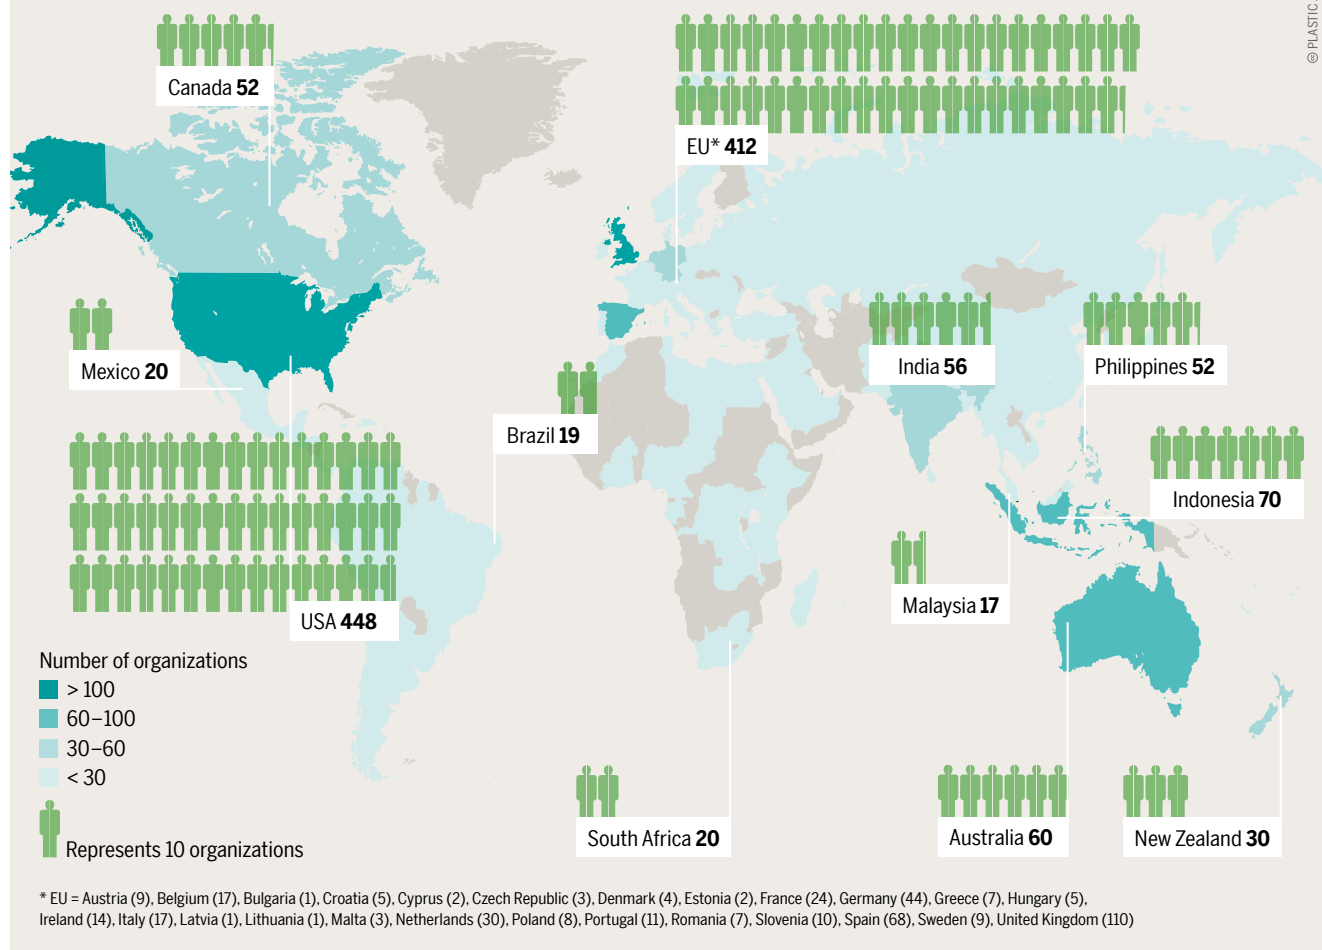 © PLASTIC
Canada 52
EU* 412
Mexico 20
India 56
Philippines 52
Brazil 19
Indonesia 70
Malaysia 17
USA 448
Number of organizations
> 100
60–100
30–60
< 30
Represents 10 organizations
South Africa 20
Australia 60
New Zealand 30
* EU = Austria (9), Belgium (17), Bulgaria (1), Croatia (5), Cyprus (2), Czech Republic (3), Denmark (4), Estonia (2), France (24), Germany (44), Greece (7), Hungary (5),
Ireland (14), Italy (17), Latvia (1), Lithuania (1), Malta (3), Netherlands (30), Poland (8), Portugal (11), Romania (7), Slovenia (10), Spain (68), Sweden (9), United Kingdom (110)